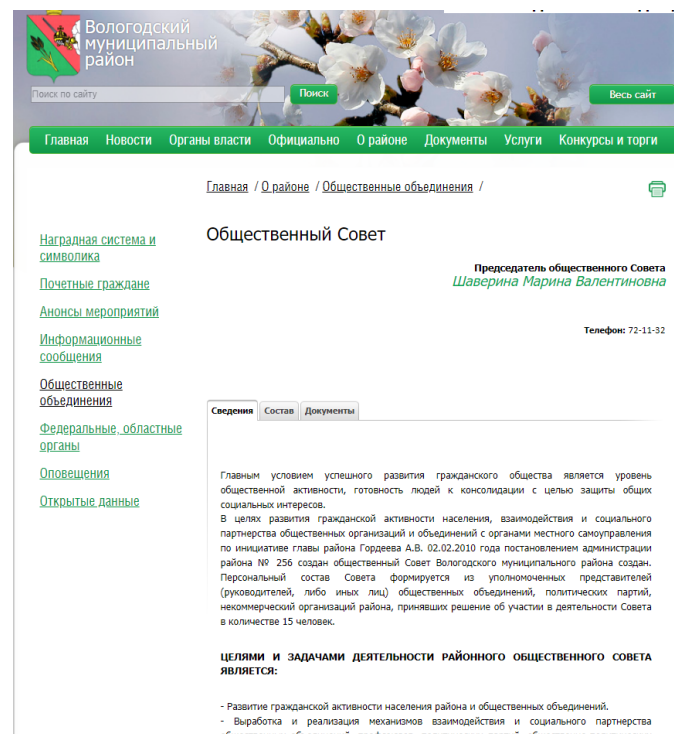 Вологодский
муниципальный
район
Поиск по сайту
Поиск
Весь сайт
Главная Новости Органы власти Официально О районе Документы Услуги Конкурсы и торги
Главная / О районе / Общественные объединения /
Наградная система и
символика
Почетные граждане
Анонсы мероприятий
Информационные
сообщения
Общественные
объединения
Федеральные, областные
органы
Оповещения
Открытые данные
Общественный Совет
Председатель общественного Совета
Шаверина Марина Валентиновна
Телефон: 72-11-32
Сведения Состав Документы
Главным условием успешного развития гражданского общества является уровень
общественной активности, готовность людей к консолидации с целью защиты общих
социальных интересов.
В целях развития гражданской активности населения, взаимодействия и социального
партнерства общественных организаций и объединений с органами местного самоуправления
по инициативе главы района Гордеева А.В. 02.02.2010 года постановлением администрации
района № 256 создан общественный Совет Вологодского муниципального района создан.
Персональный состав Совета формируется из уполномоченных представителей
(руководителей, либо иных лиц) общественных объединений, политических партий,
некоммерческий организаций района, принявших решение об участии в деятельности Совета
в количестве 15 человек.
ЦЕЛЯМИ И ЗАДАЧАМИ ДЕЯТЕЛЬНОСТИ РАЙОННОГО ОБЩЕСТВЕННОГО СОВЕТА
ЯВЛЯЕТСЯ:
- Развитие гражданской активности населения района и общественных объединений.
- Выработка и реализация механизмов взаимодействия и социального партнерства